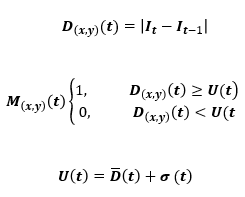 D(x,y)(t) = |It − It−1|
M(x,y)(t) { 1, D(x,y)(t) ≥ U(t)
0, D(x,y)(t) < U(t
U(t) = D̅(t) + σ (t)